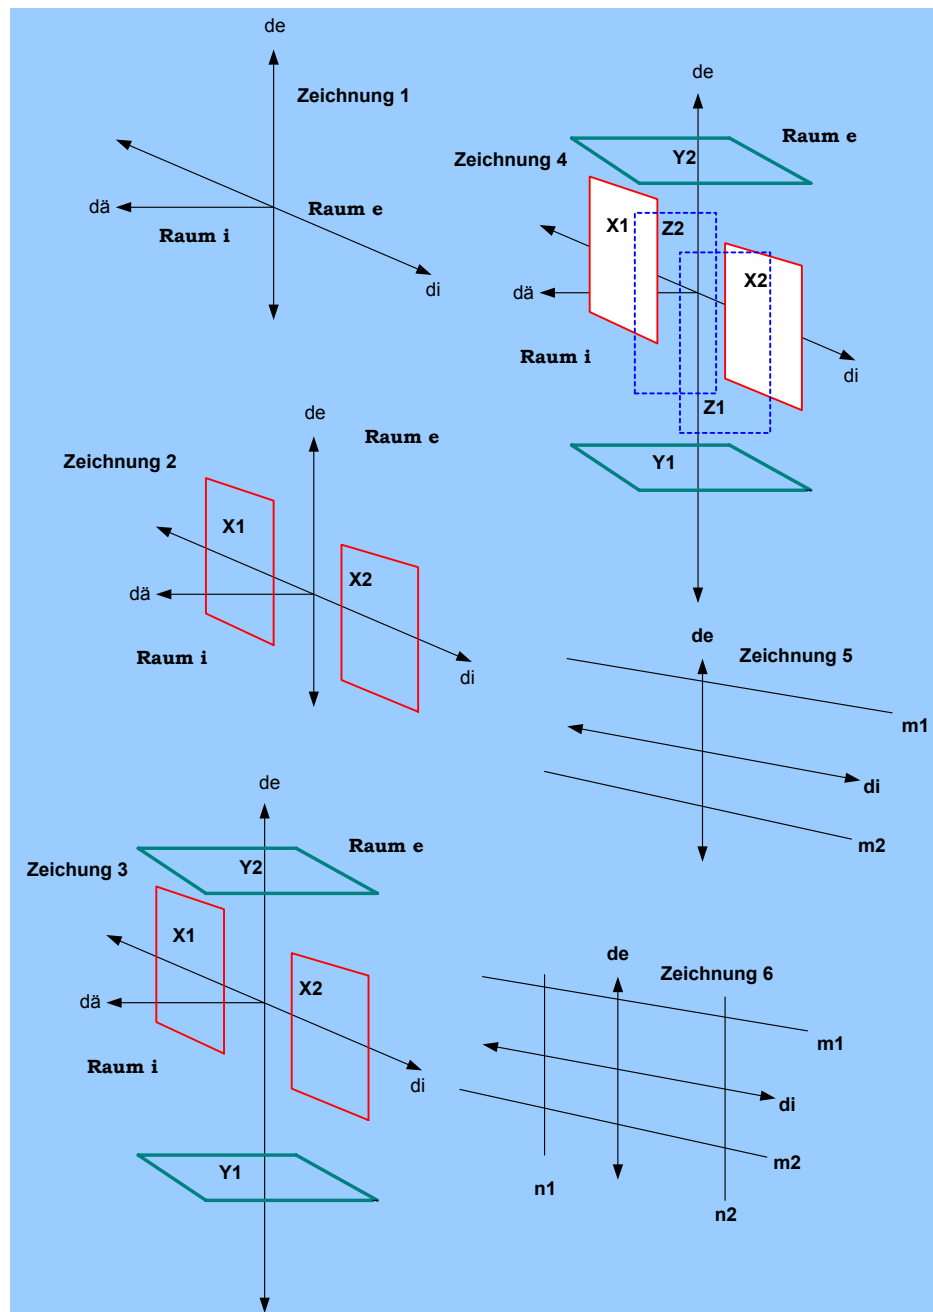 de
Zeichnung 1
dä
Raum e
Raum i
di
de
Zeichnung 2
Raum e
X1
X2
dä
Raum i
di
de
Zeichung 3
Raum e
Y2
X1
X2
dä
Raum i
di
Y1
de
Zeichnung 4
Raum e
Y2
X1
Z2
X2
dä
Raum i
di
Z1
Y1
de
Zeichnung 5
m1
di
m2
de
Zeichnung 6
m1
di
m2
n1
n2